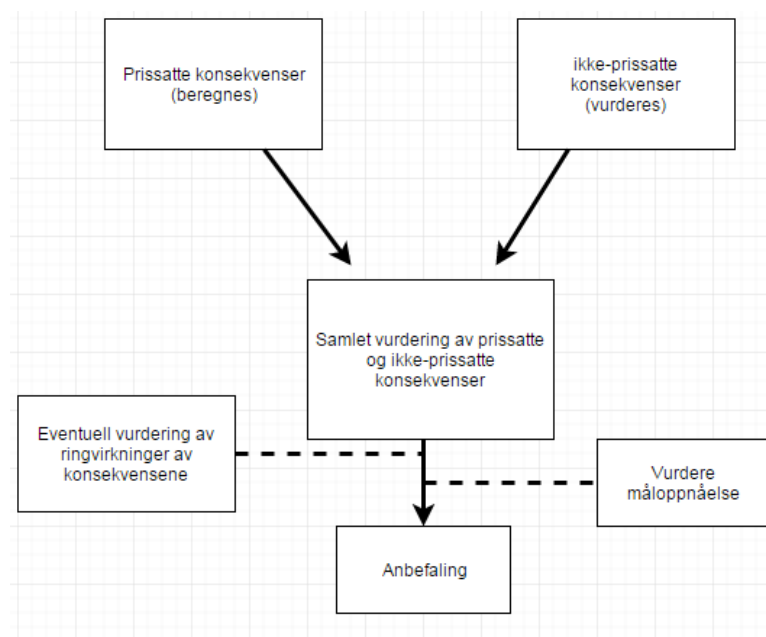 Prissatte konsekvenser
(beregnes)
ikke-prissatte
konsekvenser
(vurderes)
Samlet vurdering av prissatte
og ikke-prissatte
konsekvenser
Eventuell vurdering av
ringvirkninger av
konsekvensene
Vurdere
måloppnåelse
Anbefaling